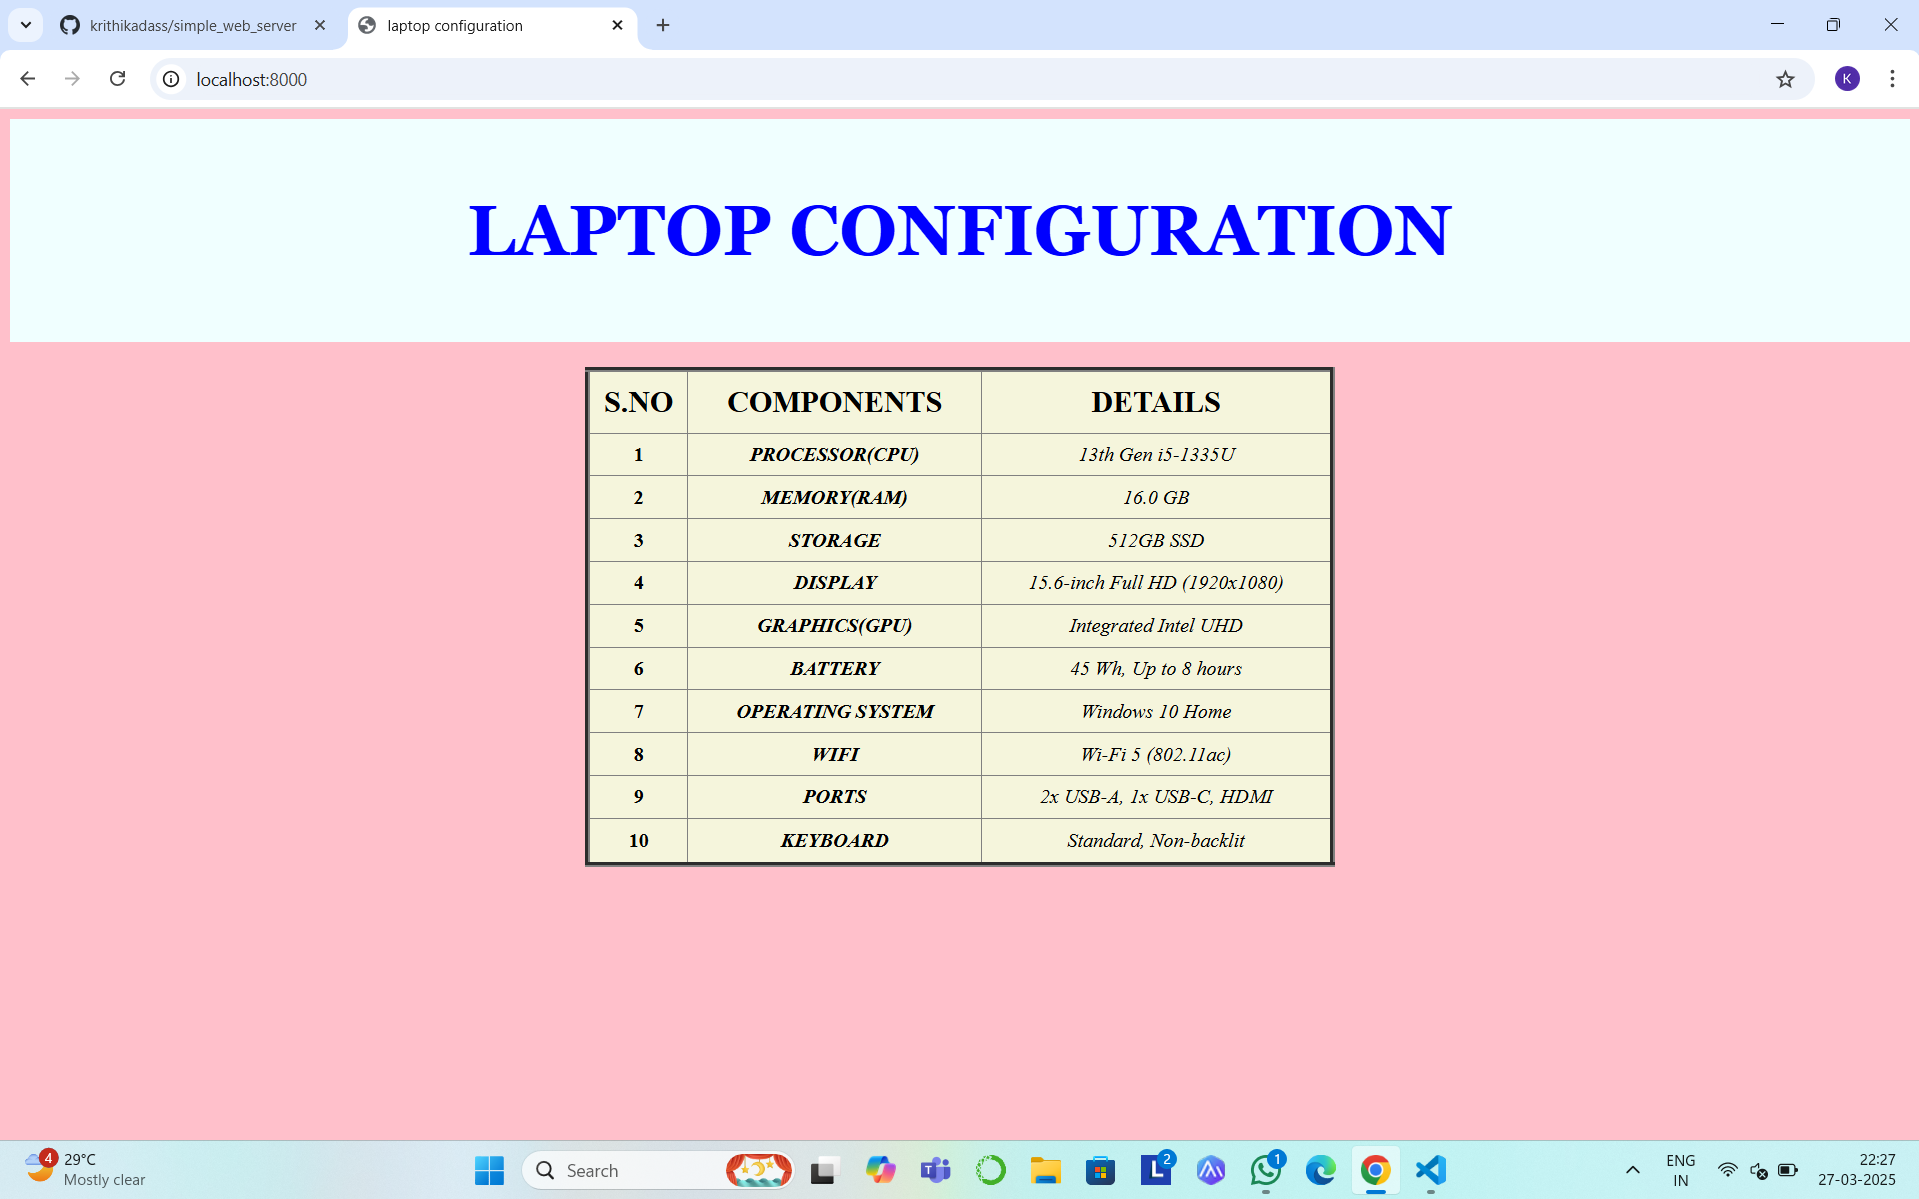 krithikadass/simple_web_server
laptop configuration
localhost:8000
K
LAPTOP CONFIGURATION
S.NO COMPONENTS DETAILS
1 PROCESSOR(CPU) 13th Gen i5-1335U
2 MEMORY(RAM) 16.0 GB
3 STORAGE 512GB SSD
4 DISPLAY 15.6-inch Full HD (1920x1080)
5 GRAPHICS(GPU) Integrated Intel UHD
6 BATTERY 45 Wh, Up to 8 hours
7 OPERATING SYSTEM Windows 10 Home
8 WIFI Wi-Fi 5 (802.11ac)
9 PORTS 2x USB-A, 1x USB-C, HDMI
10 KEYBOARD Standard, Non-backlit
4
29°C
Mostly clear
Search
T
L
2
1
ENG
IN
22:27
27-03-2025